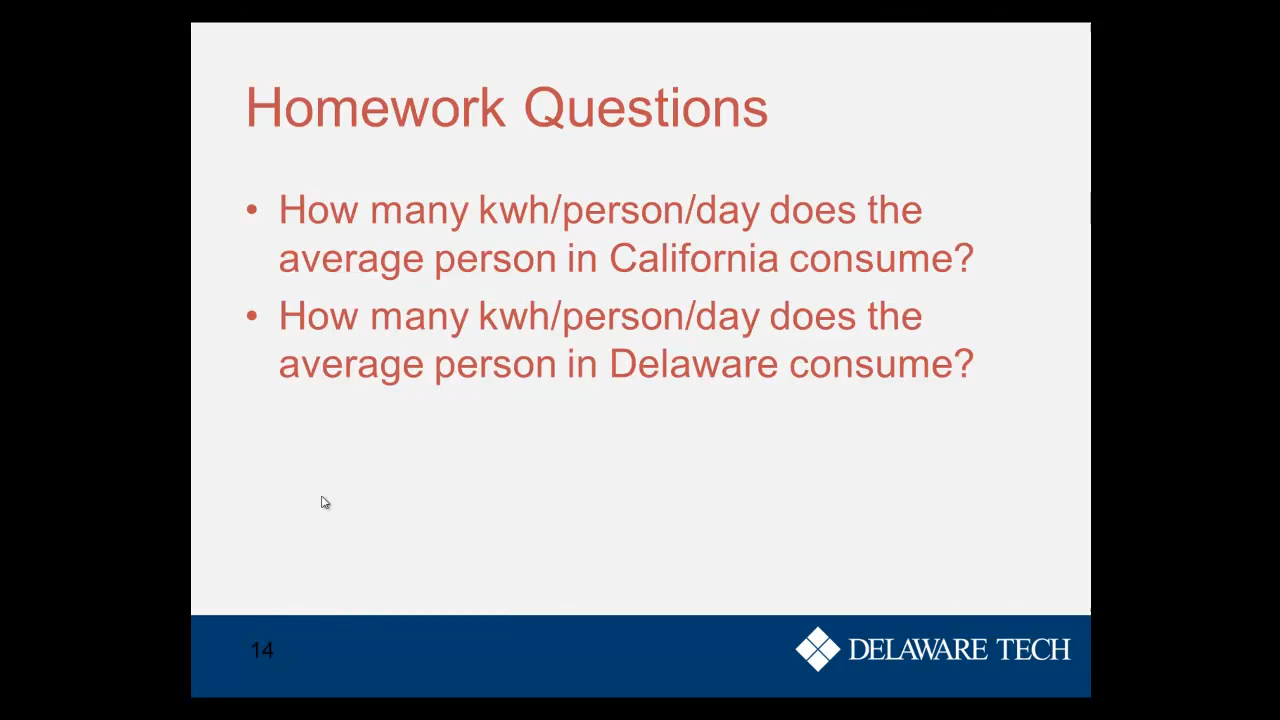 Homework Questions
• How many kwh/person/day does the
average person in California consume?
• How many kwh/person/day does the
average person in Delaware consume?
14
DELAWARE TECH